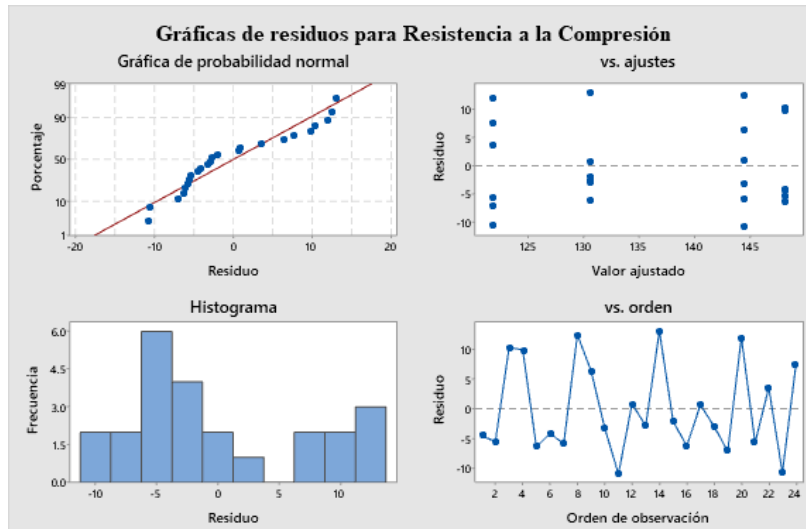 Gráficas de residuos para Resistencia a la Compresión
Gráfica de probabilidad normal
99
90
50
10
1
-20 -10 0 10 20
Porcentaje
Residuo
vs. ajustes
10
5
0
-5
-10
125 130 135 140 145
Residuo
Valor ajustado
Histograma
6.0
4.5
3.0
1.5
0.0
-10 -5 0 5 10
Frecuencia
Residuo
vs. orden
10
5
0
-5
-10
2 4 6 8 10 12 14 16 18 20 22 24
Residuo
Orden de observación